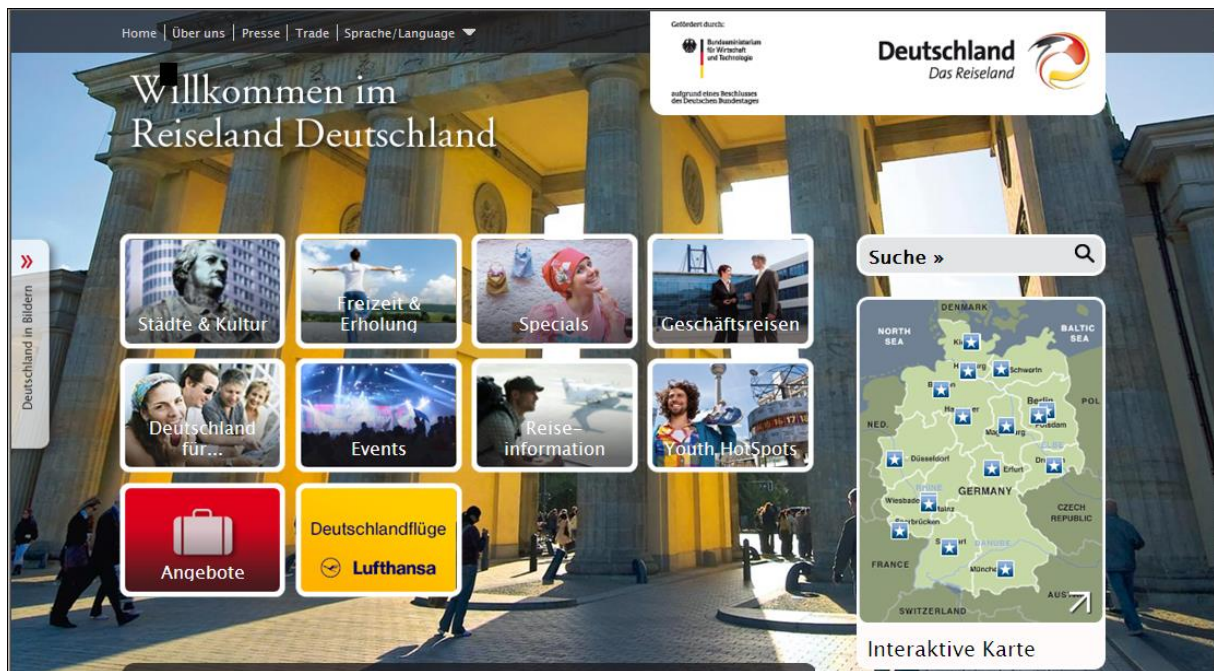 Home | Über uns | Presse | Trade | Sprache/Language
Gefördert durch:
Bundesministerium
für Wirtschaft
und Technologie
aufgrund eines Beschlusses
des Deutschen Bundestages
Deutschland
Das Reiseland
Willkommen im
Reiseland Deutschland
Deutschland in Bildern
Städte & Kultur
Freizeit &
Erholung
Specials
Geschäftsreisen
Deutschland
für...
Events
Reise-
information
Youth HotSpots
Angebote
Deutschlandflüge
Lufthansa
Suche »
DENMARK
NORTH
SEA
BALTIC
SEA
Schwerin
Berlin
POL
NED.
Potsdam
ELBE
Düsseldorf
Erfurt
RHINE
GERMANY
CZECH
REPUBLIC
DANUBE
FRANCE
SWITZERLAND
Interaktive Karte